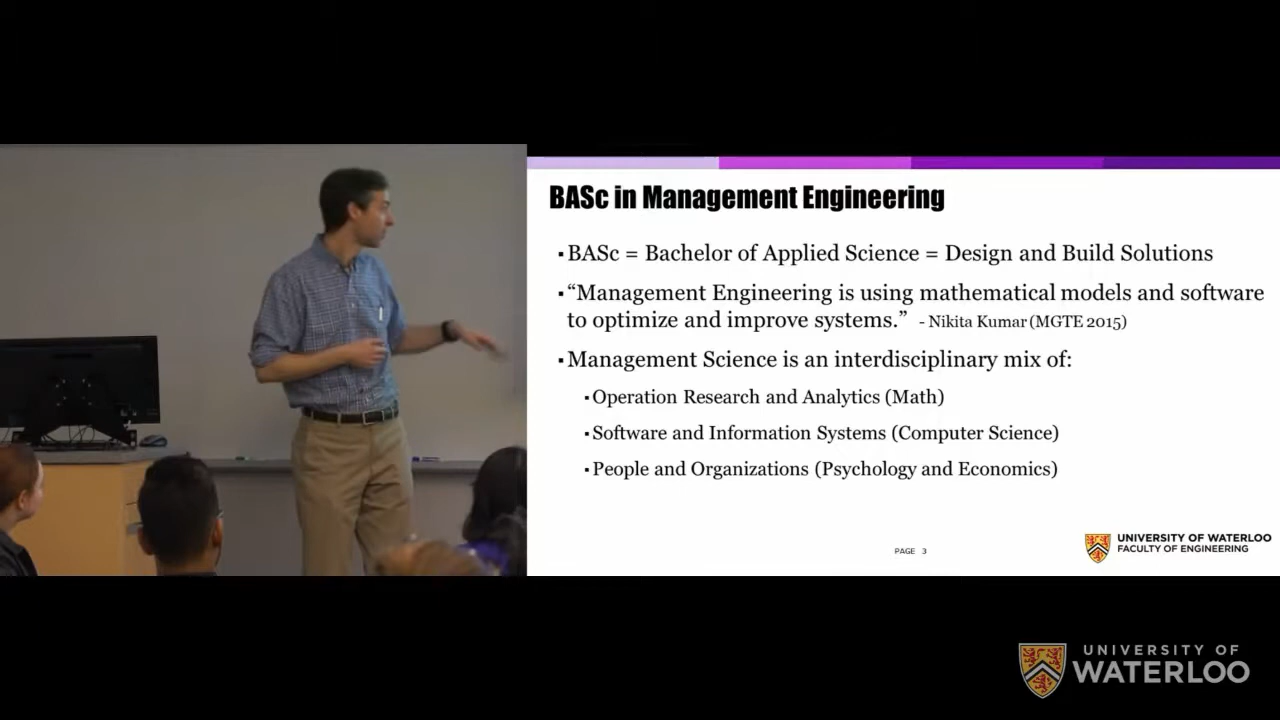 BASc in Management Engineering
▪BASc = Bachelor of Applied Science = Design and Build Solutions
▪“Management Engineering is using mathematical models and software
to optimize and improve systems.” - Nikita Kumar (MGTE 2015)
▪Management Science is an interdisciplinary mix of:
▪Operation Research and Analytics (Math)
▪Software and Information Systems (Computer Science)
▪People and Organizations (Psychology and Economics)
PAGE 3
UNIVERSITY OF WATERLOO
FACULTY OF ENGINEERING
UNIVERSITY OF
WATERLOO